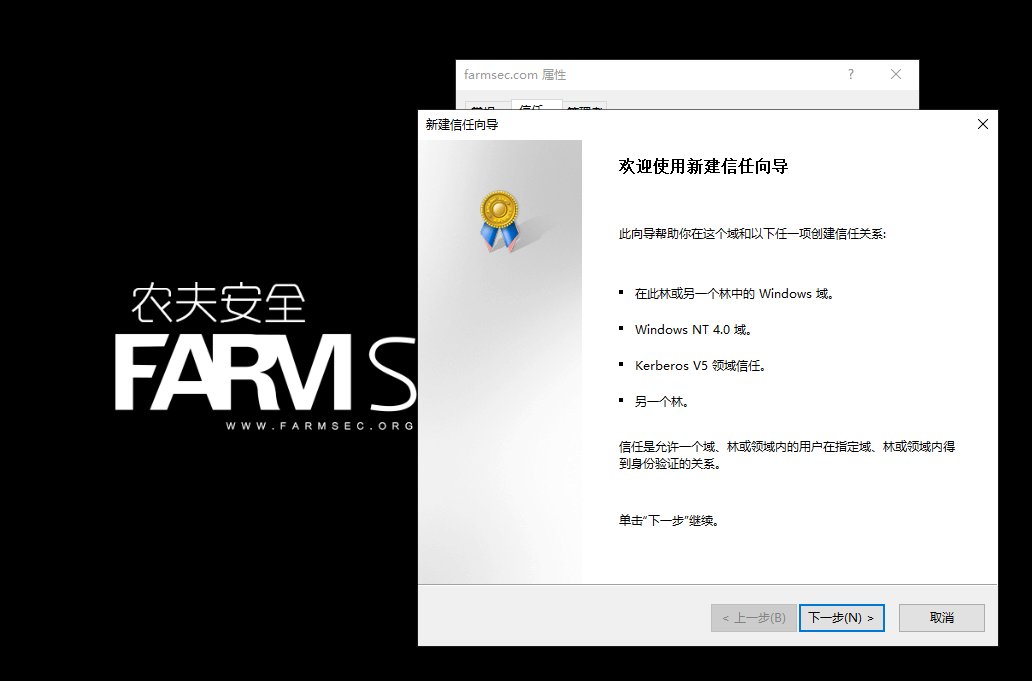 farmsec.com 属性
常规 信任 管理者
新建信任向导
欢迎使用新建信任向导
此向导帮助你在这个域和以下任一项创建信任关系:
▪ 在此林或另一个林中的 Windows 域。
▪ Windows NT 4.0 域。
▪ Kerberos V5 领域信任。
▪ 另一个林。
信任是允许一个域、林或领域内的用户在指定域、林或领域内得
到身份验证的关系。
单击“下一步”继续。
< 上一步(B) 下一步(N) > 取消
农夫安全
FARM S
WWW.FARMSEC.ORG